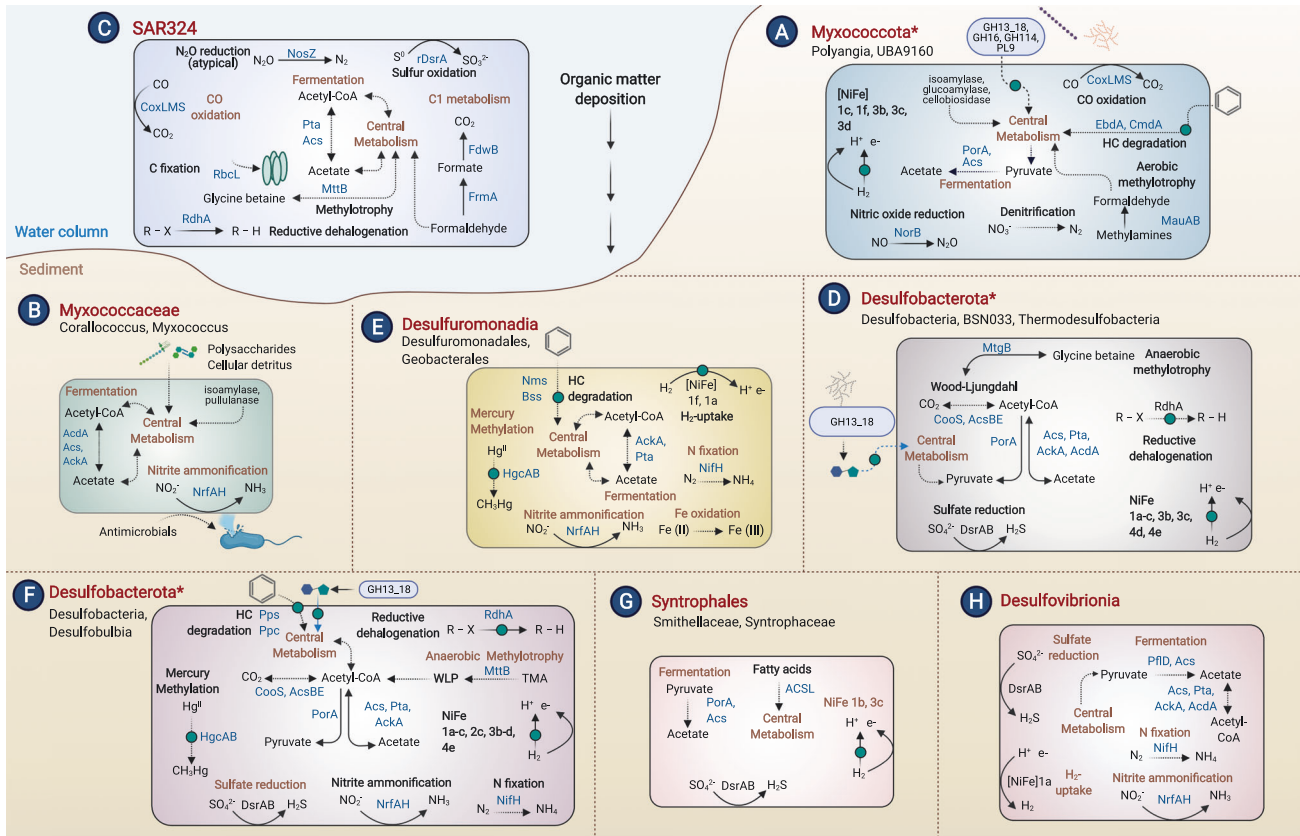 C
SAR324
N₂O reduction
(atypical)
N₂O
NosZ
N₂
S⁰
rDsrA
SO₃²⁻
Sulfur oxidation
CO
CoxLMS
CO₂
CO
oxidation
Fermentation
Acetyl-CoA
Pta
Acs
Acetate
Central
Metabolism
C1 metabolism
CO₂
FdwB
Formate
FrmA
Formaldehyde
C fixation
RbcL
Glycine betaine
MttB
Methylotrophy
R – X
RdhA
R – H
Reductive dehalogenation
Water column
Sediment
Organic matter
deposition
A
Myxococcota*
Polyangia, UBA9160
GH13_18,
GH16, GH114,
PL9
isoamylase,
glucoamylase,
cellobiosidase
CO
CoxLMS
CO₂
CO oxidation
[NiFe]
1c, 1f, 3b, 3c,
3d
H⁺ e-
H₂
Central
Metabolism
EbdA, CmdA
HC degradation
PorA,
Acs
Acetate
Pyruvate
Fermentation
Aerobic
methylotrophy
Formaldehyde
MauAB
Methylamines
Nitric oxide reduction
NorB
NO
N₂O
Denitrification
NO₃⁻
N₂
B
Myxococcaceae
Corallococcus, Myxococcus
Polysaccharides
Cellular detritus
Fermentation
Acetyl-CoA
isoamylase,
pullulanase
Central
Metabolism
AcdA
Acs,
AckA
Acetate
Nitrite ammonification
NO₂⁻
NrfAH
NH₃
Antimicrobials
E
Desulfuromonadia
Desulfuromonadales,
Geobacterales
Nms
Bss
HC
degradation
H₂
[NiFe]
1f, 1a
H⁺ e-
H₂-uptake
Mercury
Methylation
Hgᴵᴵ
HgcAB
CH₃Hg
Acetyl-CoA
Central
Metabolism
AckA,
Pta
Acetate
Fermentation
N fixation
NifH
N₂
NH₄
Nitrite ammonification
NO₂⁻
NrfAH
NH₃
Fe oxidation
Fe (II)
Fe (III)
D
Desulfobacterota*
Desulfobacteria, BSN033, Thermodesulfobacteria
MtgB
Glycine betaine
Anaerobic
methylotrophy
Wood-Ljungdahl
CO₂
Acetyl-CoA
CooS, AcsBE
GH13_18
Central
Metabolism
PorA
Acs, Pta,
AckA, AcdA
Pyruvate
Acetate
R – X
RdhA
R – H
Reductive
dehalogenation
Sulfate reduction
SO₄²⁻
DsrAB
H₂S
NiFe
1a-c, 3b, 3c,
4d, 4e
H⁺ e-
H₂
F
Desulfobacterota*
Desulfobacteria,
Desulfobulbia
GH13_18
HC
degradation
Pps
Ppc
Central
Metabolism
Reductive
dehalogenation
RdhA
R – X
R – H
Anaerobic Methylotrophy
MttB
CO₂
Acetyl-CoA
WLP
TMA
CooS, AcsBE
Mercury
Methylation
Hgᴵᴵ
HgcAB
CH₃Hg
PorA
Acs, Pta,
AckA
Pyruvate
Acetate
NiFe
1a-c, 2c, 3b-d,
4e
H⁺ e-
H₂
Sulfate reduction
SO₄²⁻
DsrAB
H₂S
Nitrite ammonification
NO₂⁻
NrfAH
NH₃
N fixation
NifH
N₂
NH₄
G
Syntrophales
Smithellaceae, Syntrophaceae
Fermentation
Pyruvate
PorA,
Acs
Acetate
Fatty acids
ACSL
Central
Metabolism
NiFe 1b, 3c
H⁺ e-
H₂
SO₄²⁻
DsrAB
H₂S
H
Desulfovibrionia
Sulfate
reduction
SO₄²⁻
DsrAB
H₂S
Fermentation
PflD, Acs
Pyruvate
Acetate
Acs, Pta,
AckA, AcdA
Acetyl-
CoA
Central
Metabolism
N fixation
NifH
N₂
NH₄
H⁺ e-
[NiFe]1a
H₂
H₂-
uptake
Nitrite ammonification
NO₂⁻
NrfAH
NH₃